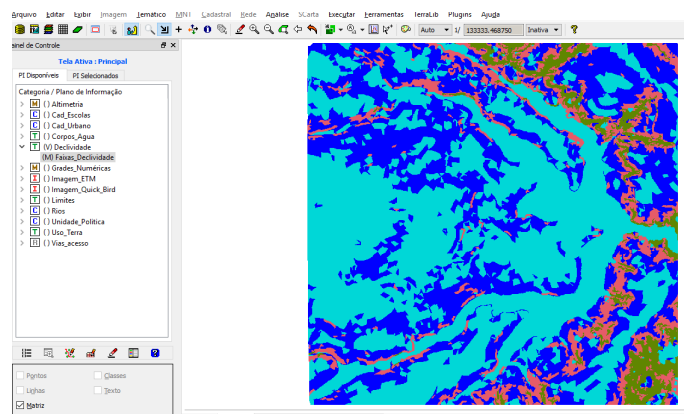 Arquivo Editar Exibir Imagem Temático MNT Cadastral Rede Análise SCarta Executar Ferramentas TerraLib Plugins Ajuda
Auto 1/ 133333.468750 Inativa
ainel de Controle
Tela Ativa : Principal
PI Disponíveis PI Selecionados
Categoria / Plano de Informação
M () Altimetria
C () Cad_Escolas
C () Cad_Urbano
T () Corpos_Agua
T (V) Declividade
(M) Faixas_Declividade
M () Grades_Numéricas
I () Imagem_ETM
I () Imagem_Quick_Bird
T () Limites
C () Rios
C () Unidade_Politica
T () Uso_Terra
R () Vias_acesso
Pontos Classes
Linhas Texto
Matriz